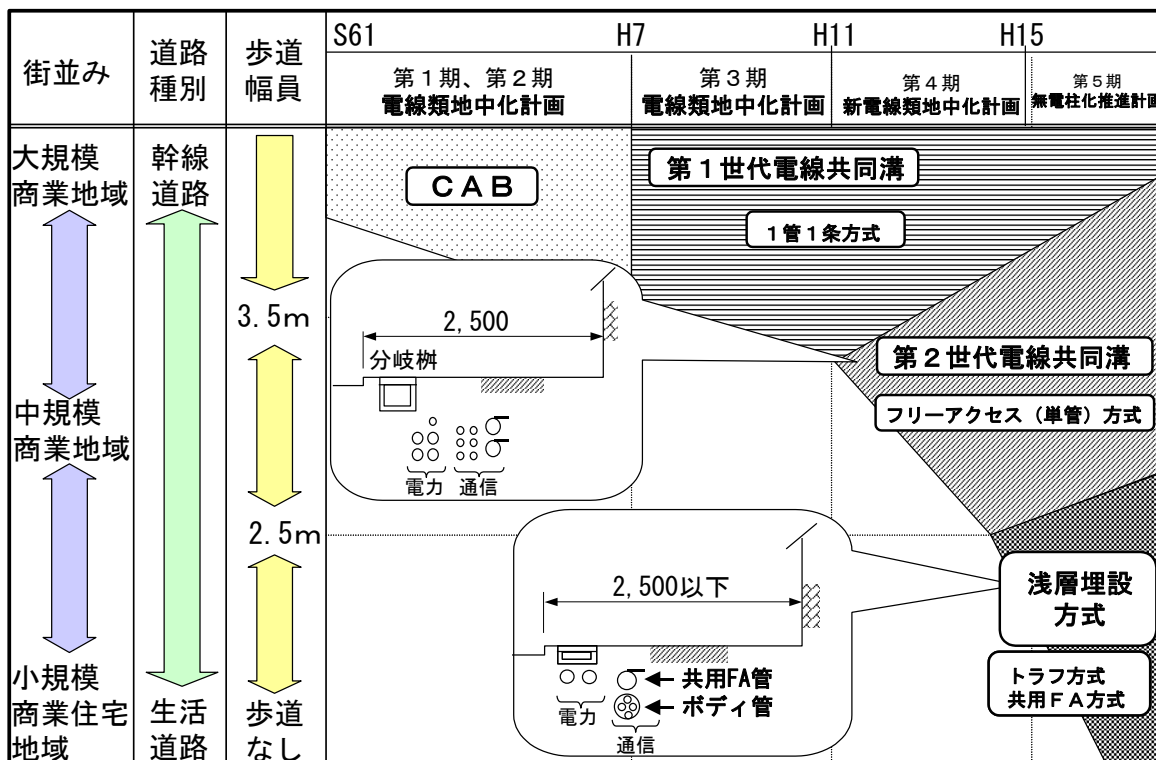 街並み
道路
種別
歩道
幅員
S61
H7
H11
H15
第１期、第２期
電線類地中化計画
第３期
電線類地中化計画
第４期
新電線類地中化計画
第５期
無電柱化推進計画
大規模
商業地域
幹線
道路
ＣＡＢ
第１世代電線共同溝
１管１条方式
3.5ｍ
2,500
分岐桝
電力
通信
第２世代電線共同溝
フリーアクセス（単管）方式
中規模
商業地域
2.5ｍ
2,500以下
共用FA管
ボディ管
電力
通信
浅層埋設
方式
トラフ方式
共用ＦＡ方式
小規模
商業住宅
地域
生活
道路
歩道
なし